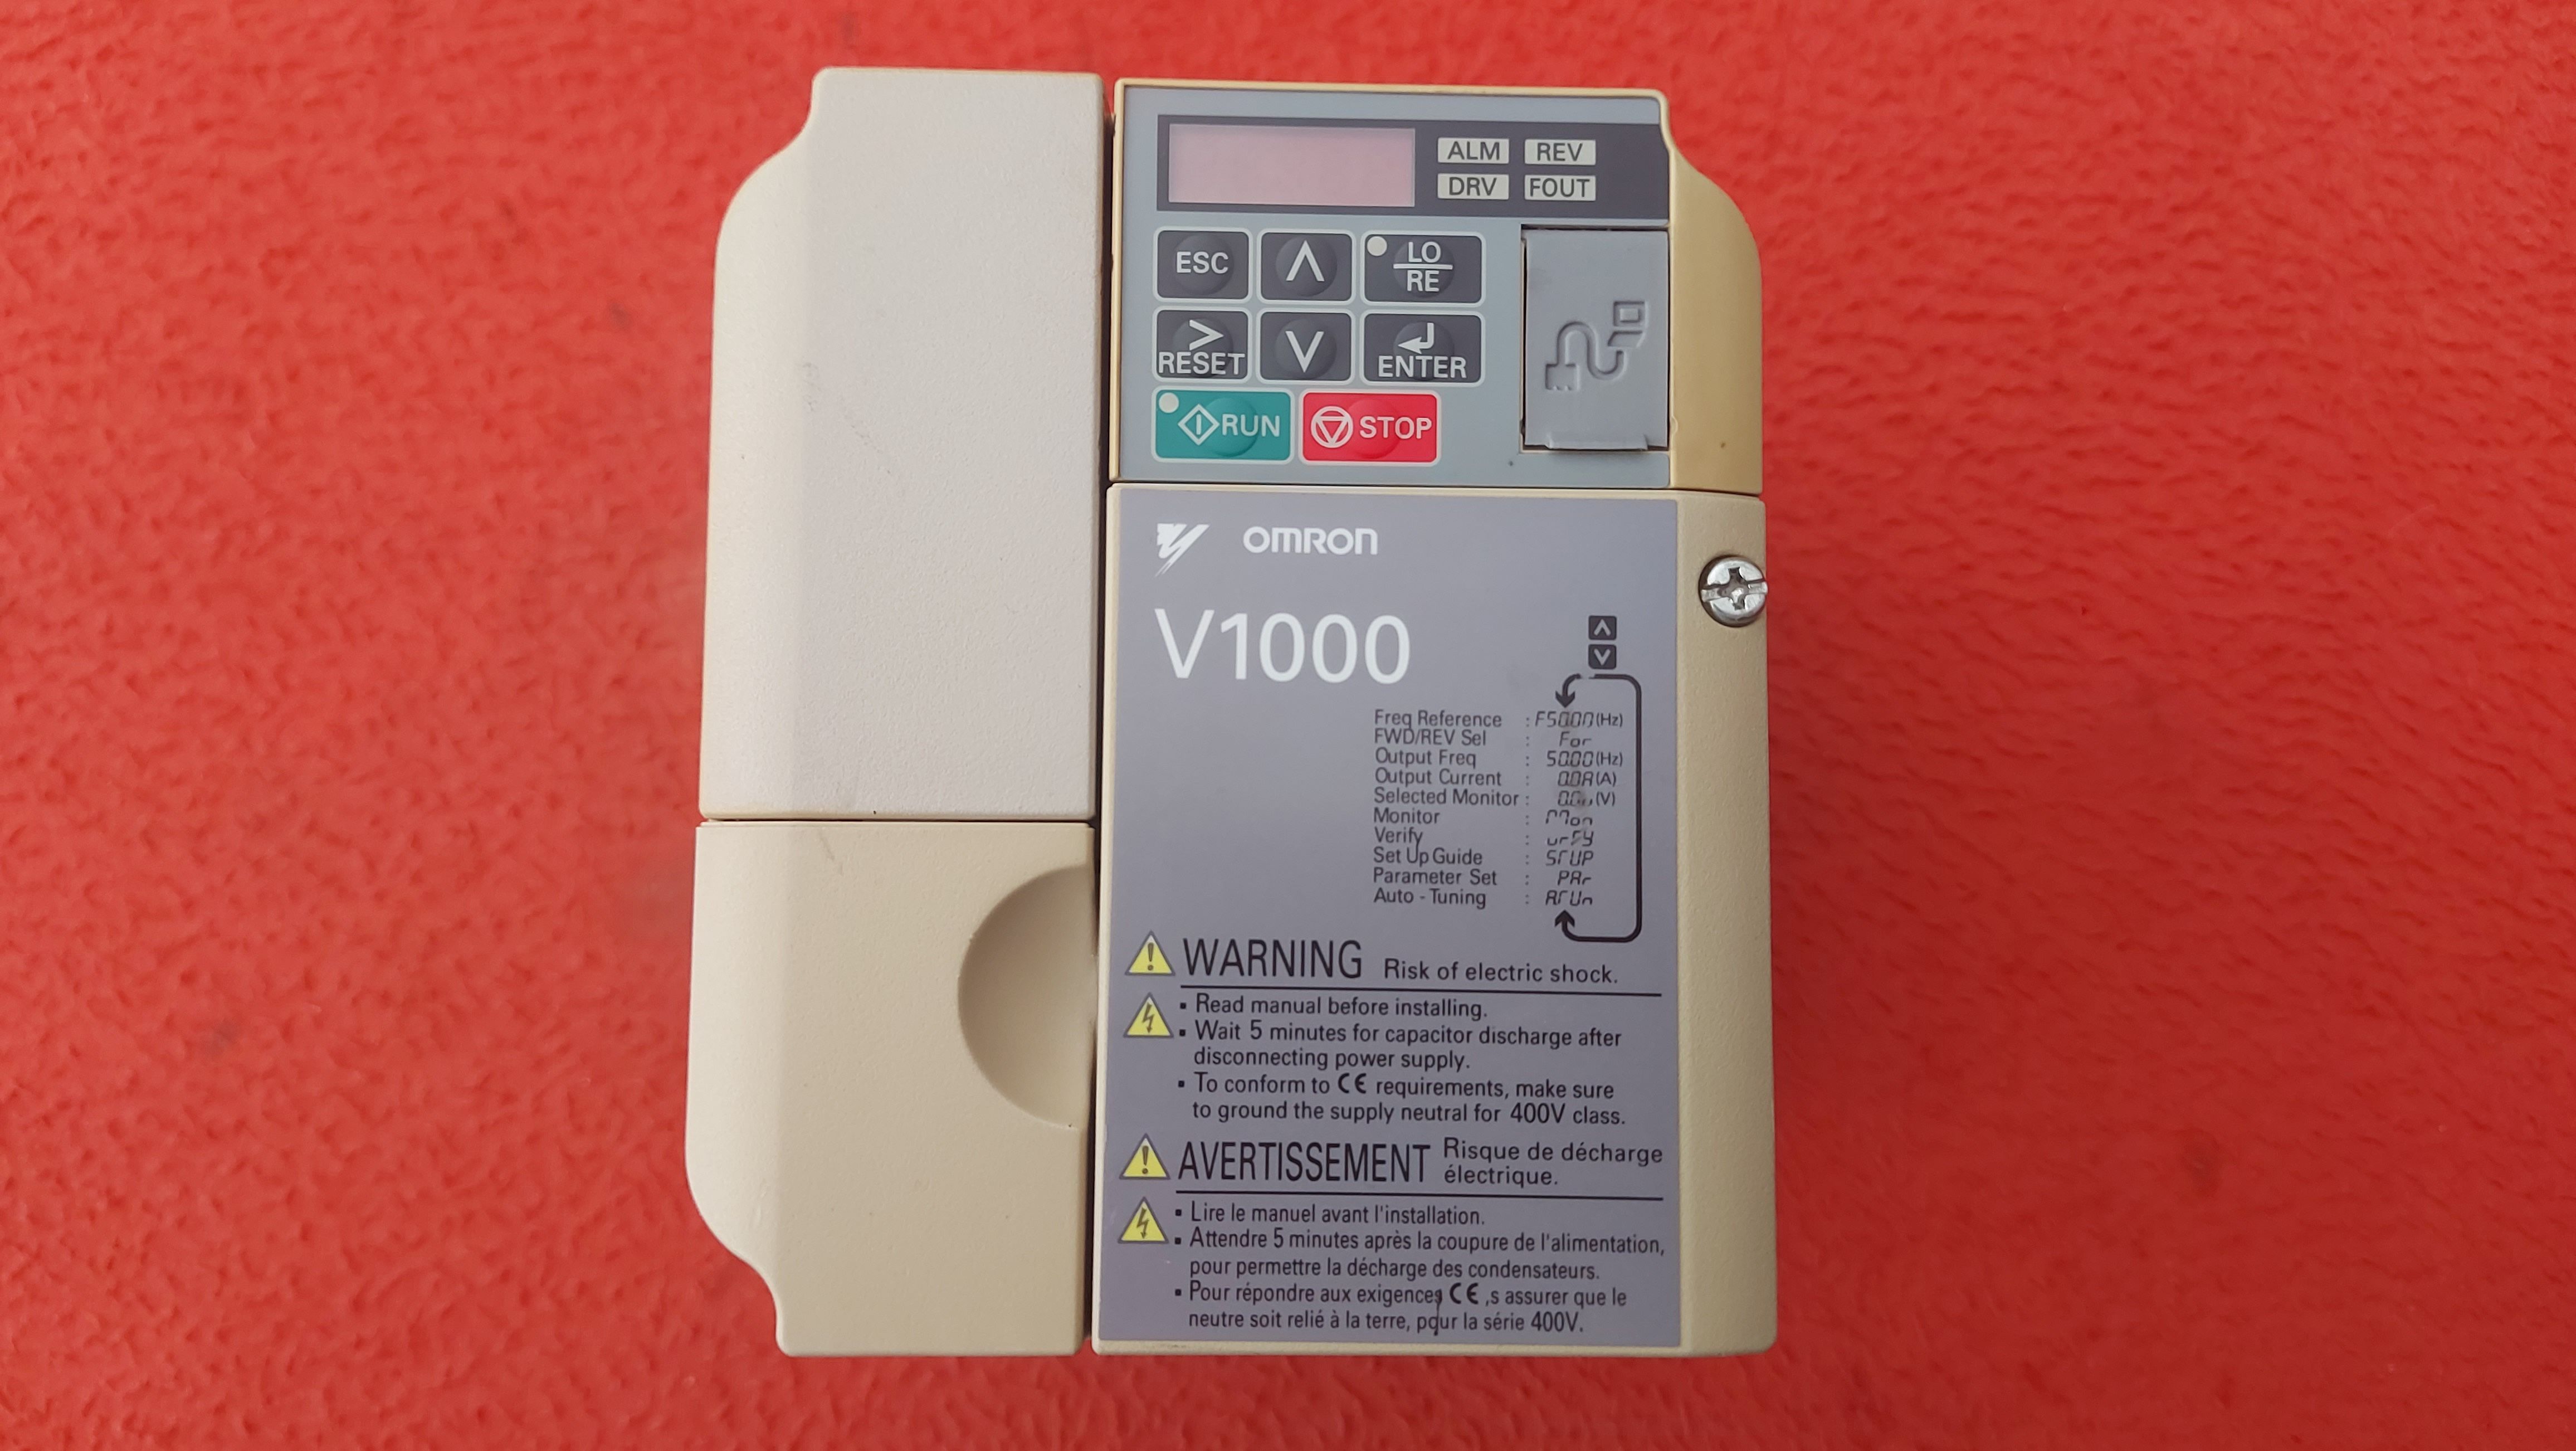 ALM REV
DRV FOUT
ESC LO
RE
RESET ENTER
RUN STOP
OMRON
V1000
Freq Reference : F50.00(Hz)
FWD/REV Sel : For
Output Freq : 50.00(Hz)
Output Current : 0.0A(A)
Selected Monitor : (V)
Monitor : Mon
Verify : vrFY
Set Up Guide : STUP
Parameter Set : PAr
Auto - Tuning : ATUn
WARNING Risk of electric shock.
▪ Read manual before installing.
▪ Wait 5 minutes for capacitor discharge after
disconnecting power supply.
▪ To conform to CE requirements, make sure
to ground the supply neutral for 400V class.
AVERTISSEMENT Risque de décharge
électrique.
▪ Lire le manuel avant l'installation.
▪ Attendre 5 minutes après la coupure de l'alimentation,
pour permettre la décharge des condensateurs.
▪ Pour répondre aux exigences CE ,s assurer que le
neutre soit relié à la terre, pour la série 400V.